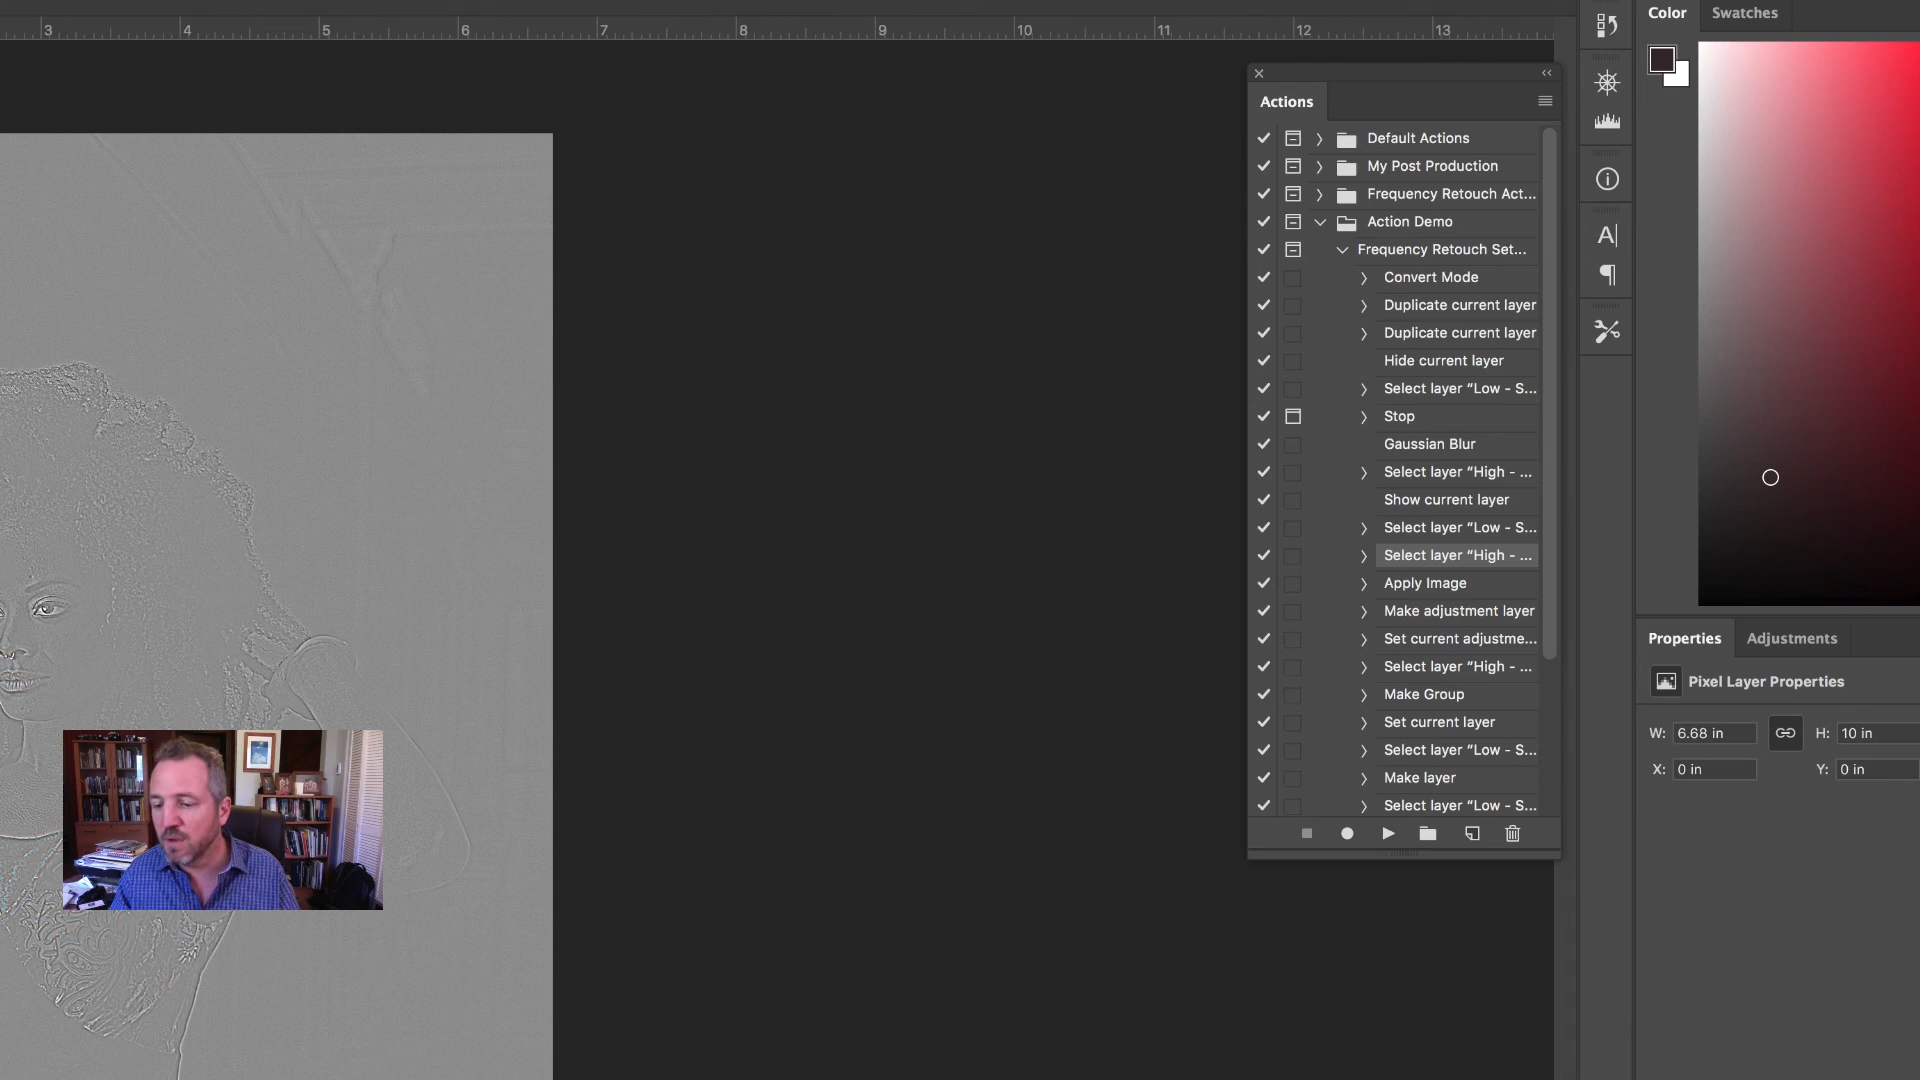 3 4 5 6 7 8 9 10 11 12 13
Color Swatches
Actions
Default Actions
My Post Production
Frequency Retouch Act...
Action Demo
Frequency Retouch Set...
Convert Mode
Duplicate current layer
Duplicate current layer
Hide current layer
Select layer “Low - S...
Stop
Gaussian Blur
Select layer “High - ...
Show current layer
Select layer “Low - S...
Select layer “High - ...
Apply Image
Make adjustment layer
Set current adjustme...
Select layer “High - ...
Make Group
Set current layer
Select layer “Low - S...
Make layer
Select layer “Low - S...
Properties Adjustments
Pixel Layer Properties
W: 6.68 in H: 10 in
X: 0 in Y: 0 in